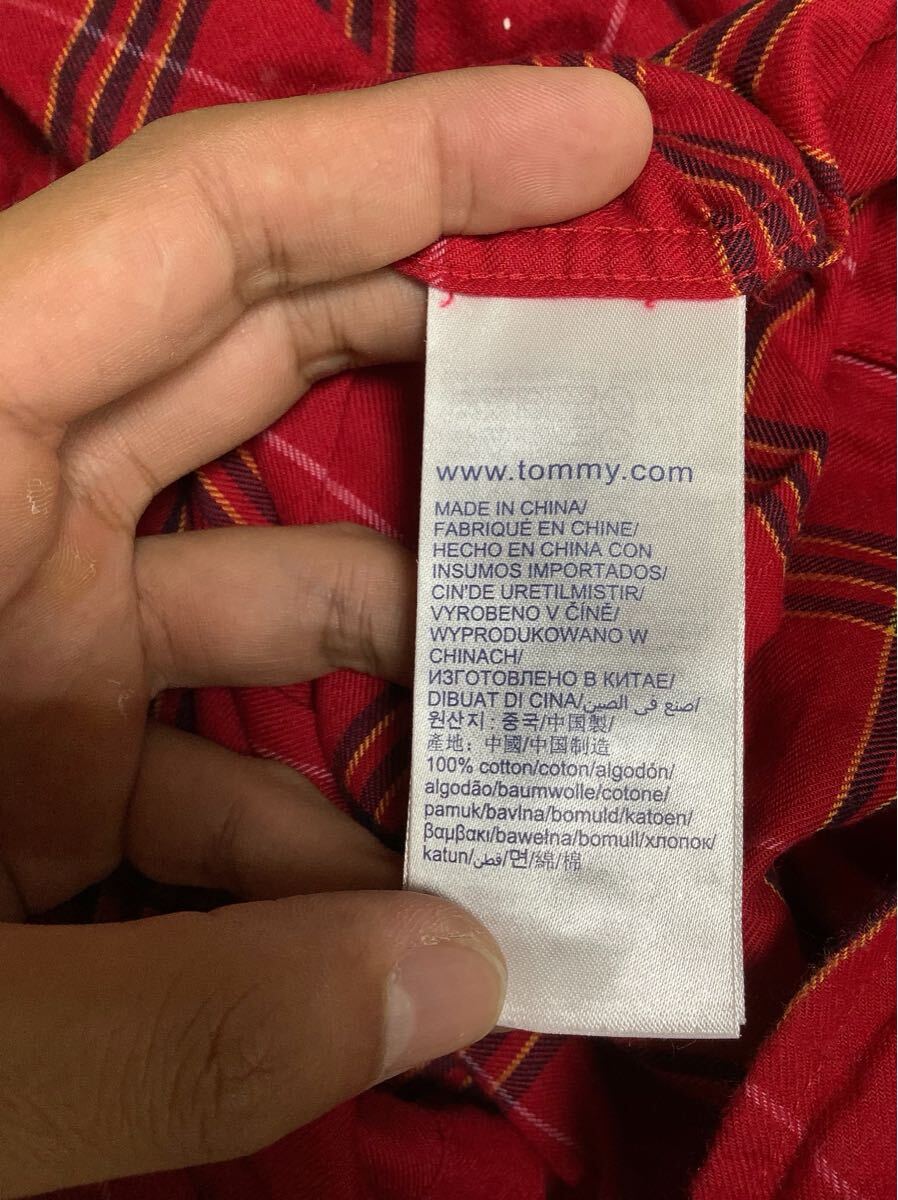 www.tommy.com
MADE IN CHINA/
FABRIQUÉ EN CHINE/
HECHO EN CHINA CON
INSUMOS IMPORTADOS/
CIN'DE URETILMISTIR/
VYROBENO V ČÍNĚ/
WYPRODUKOWANO W
CHINACH/
ИЗГОТОВЛЕНО В КИТАЕ/
DIBUAT DI CINA/صنع في الصين/
원산지 · 중국/中国製/
產地：中國/中国制造
100% cotton/coton/algodón/
algodão/baumwolle/cotone/
pamuk/bavlna/bomuld/katoen/
βαμβακι/bawełna/bomull/хлопок/
katun/قطن/면/綿/棉